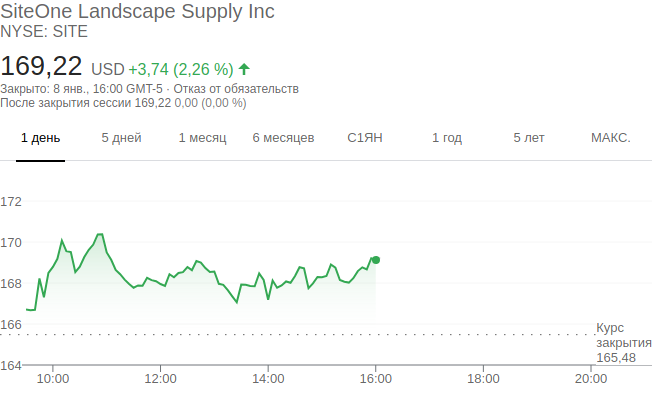 SiteOne Landscape Supply Inc
NYSE: SITE
169,22 USD +3,74 (2,26 %)
Закрыто: 8 янв., 16:00 GMT-5 · Отказ от обязательств
После закрытия сессии 169,22 0,00 (0,00 %)
1 день 5 дней 1 месяц 6 месяцев С1ЯН 1 год 5 лет МАКС.
172
170
168
166
Курс
закрытия
165,48
164
10:00 12:00 14:00 16:00 18:00 20:00